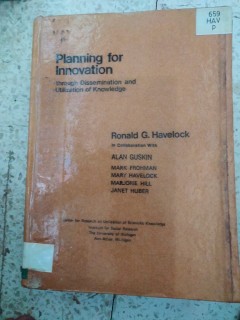 659
HAV
P
Planning for
Innovation
through Dissemination and
Utilization of Knowledge
Ronald G. Havelock
In Collaboration With
ALAN GUSKIN
MARK FROHMAN
MARY HAVELOCK
MARJORIE HILL
JANET HUBER
Center for Research on Utilization of Scientific Knowledge
Institute for Social Research
The University of Michigan
Ann Arbor, Michigan